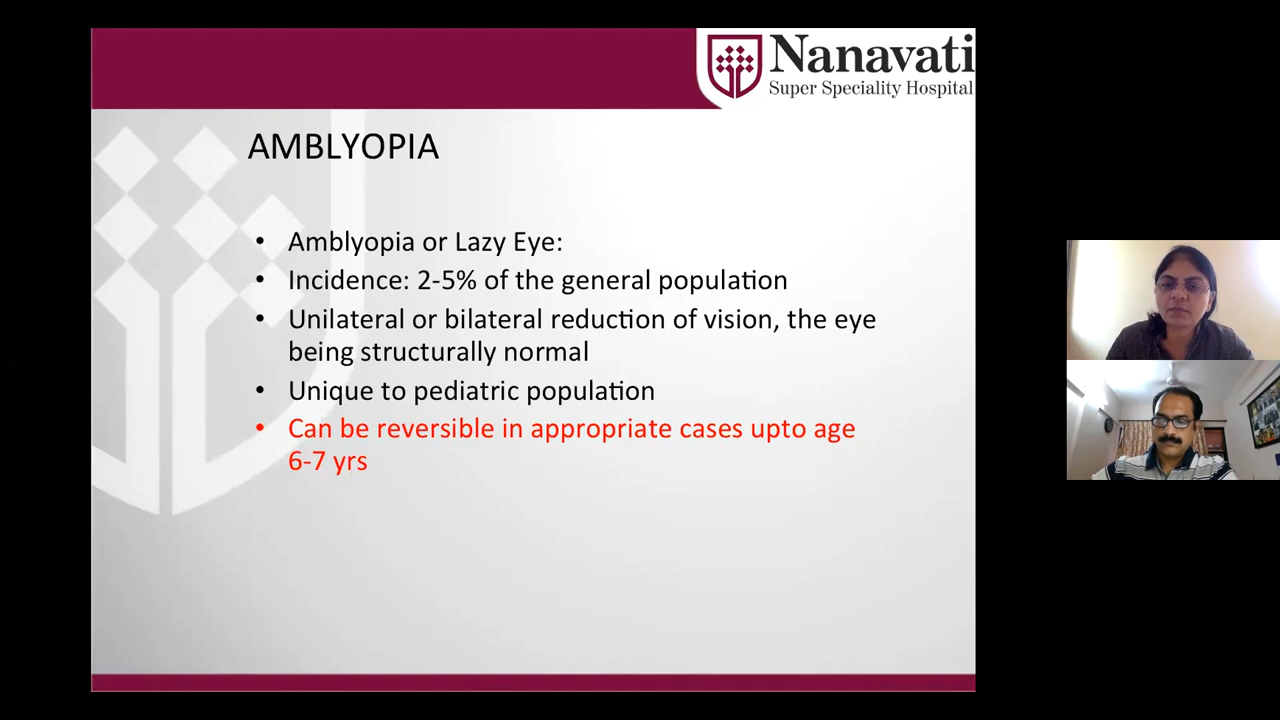 Nanavati
Super Speciality Hospital
AMBLYOPIA
• Amblyopia or Lazy Eye:
• Incidence: 2-5% of the general population
• Unilateral or bilateral reduction of vision, the eye
being structurally normal
• Unique to pediatric population
• Can be reversible in appropriate cases upto age
6-7 yrs